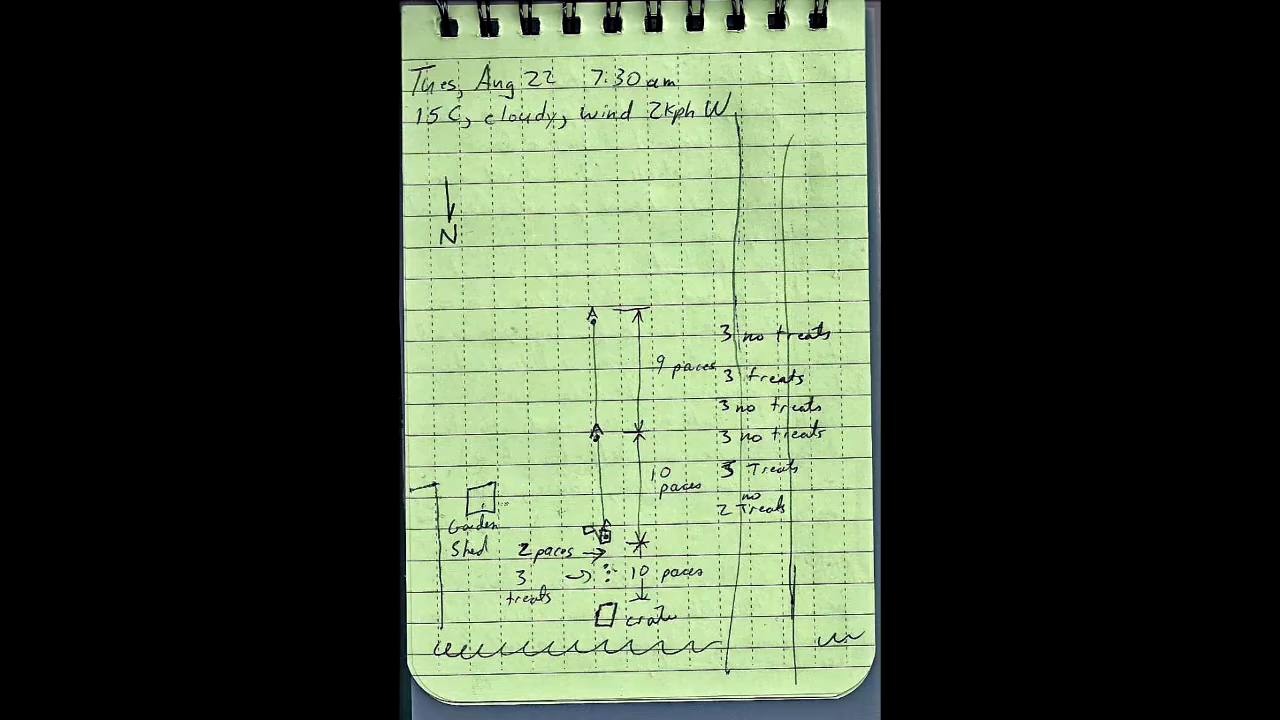 Tues, Aug 22 7:30 am
15 C, cloudy, wind 2kph W
N
3 no treats
9 paces
3 treats
3 no treats
3 no treats
10
paces
3 Treats
no
2 Treats
Garden
Shed
2 paces
3
treats
10 paces
crate